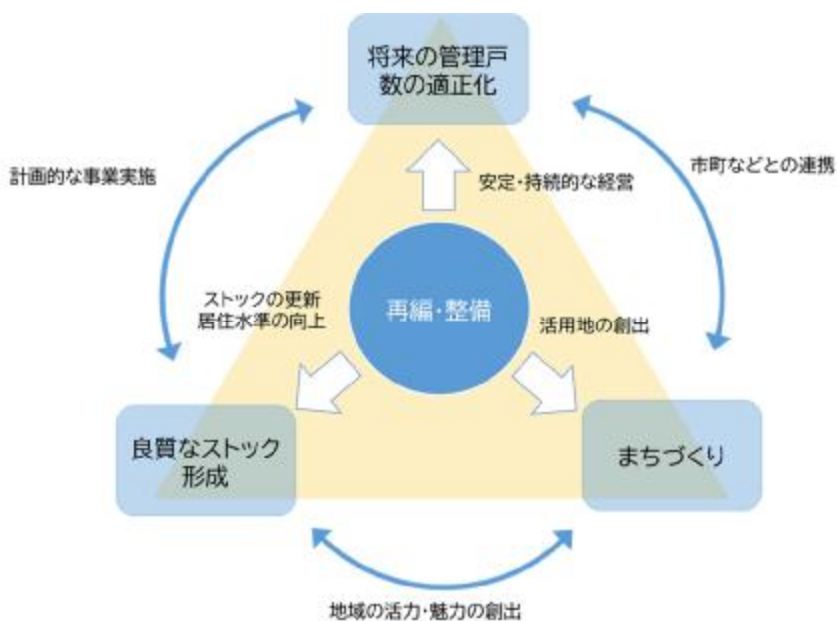 将来の管理戸
数の適正化
計画的な事業実施
市町などとの連携
安定・持続的な経営
ストックの更新
居住水準の向上
再編・整備
活用地の創出
良質なストック
形成
まちづくり
地域の活力・魅力の創出